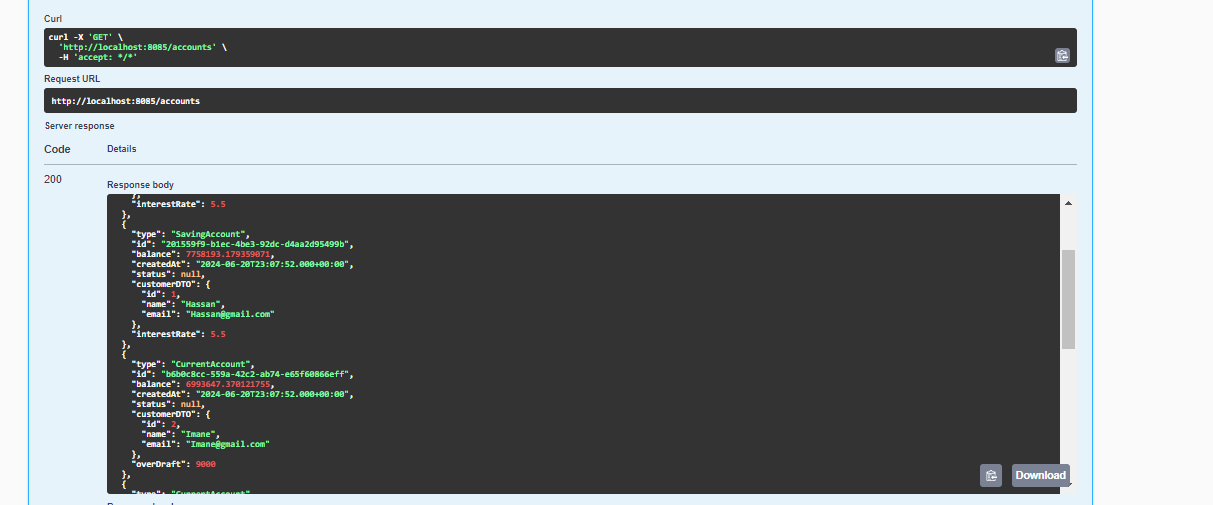 Curl
curl -X 'GET' \
'http://localhost:8085/accounts' \
-H 'accept: */*'
Request URL
http://localhost:8085/accounts
Server response
Code Details
200
Response body
},
"interestRate": 5.5
},
{
"type": "SavingAccount",
"id": "201559f9-b1ec-4be3-92dc-d4aa2d95499b",
"balance": 7758193.179359071,
"createdAt": "2024-06-20T23:07:52.000+00:00",
"status": null,
"customerDTO": {
"id": 1,
"name": "Hassan",
"email": "Hassan@gmail.com"
},
"interestRate": 5.5
},
{
"type": "CurrentAccount",
"id": "b6b0c8cc-559a-42c2-ab74-e65f60866eff",
"balance": 6993647.370121755,
"createdAt": "2024-06-20T23:07:52.000+00:00",
"status": null,
"customerDTO": {
"id": 2,
"name": "Imane",
"email": "Imane@gmail.com"
},
"overDraft": 9000
},
{
"type": "CurrentAccount"
Download